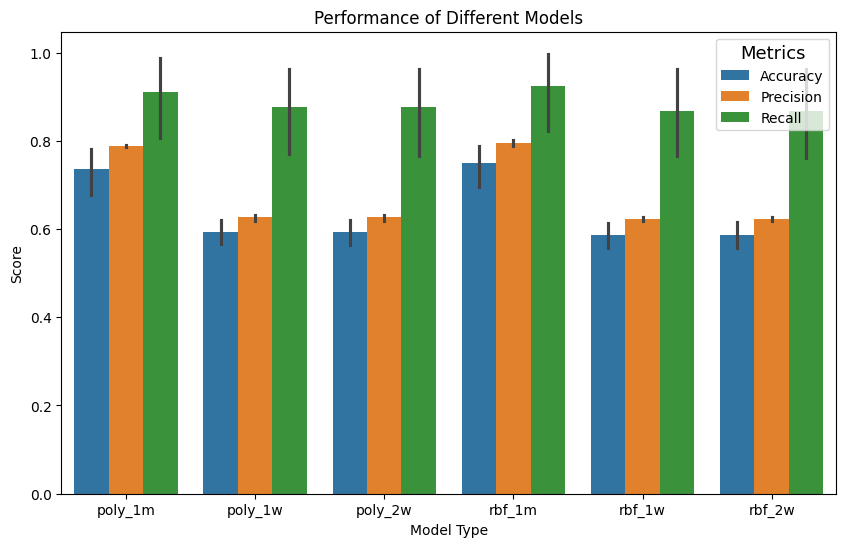 Performance of Different Models
Metrics
Accuracy
Precision
Recall
Score
1.0
0.8
0.6
0.4
0.2
0.0
poly_1m
poly_1w
poly_2w
rbf_1m
rbf_1w
rbf_2w
Model Type